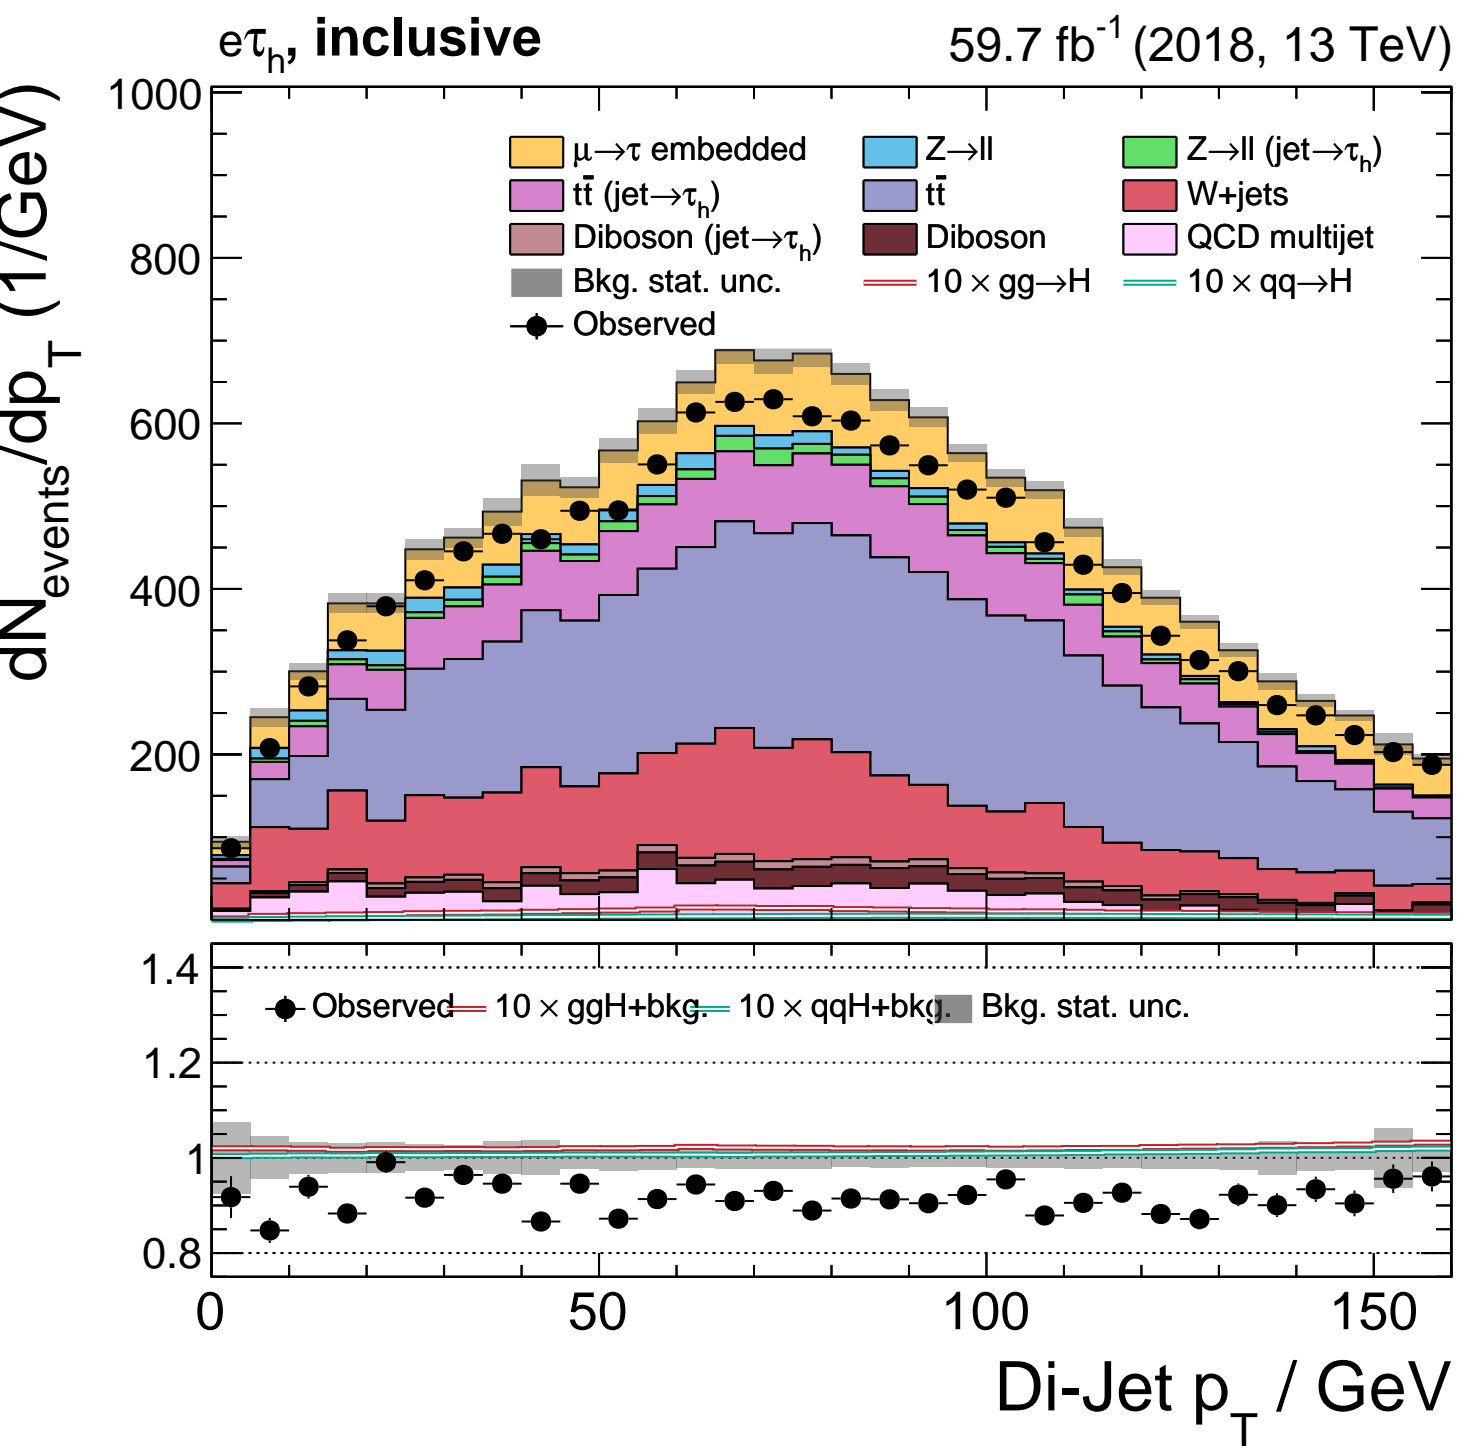 eτh, inclusive 59.7 fb-1 (2018, 13 TeV)
dNevents/dpT (1/GeV)
1000
800
600
400
200
μ→τ embedded Z→ll Z→ll (jet→τh)
tt̄ (jet→τh) tt̄ W+jets
Diboson (jet→τh) Diboson QCD multijet
Bkg. stat. unc. 10 × gg→H 10 × qq→H
Observed
1.4
1.2
1
0.8
Observed 10 × ggH+bkg. 10 × qqH+bkg. Bkg. stat. unc.
0 50 100 150
Di-Jet pT / GeV